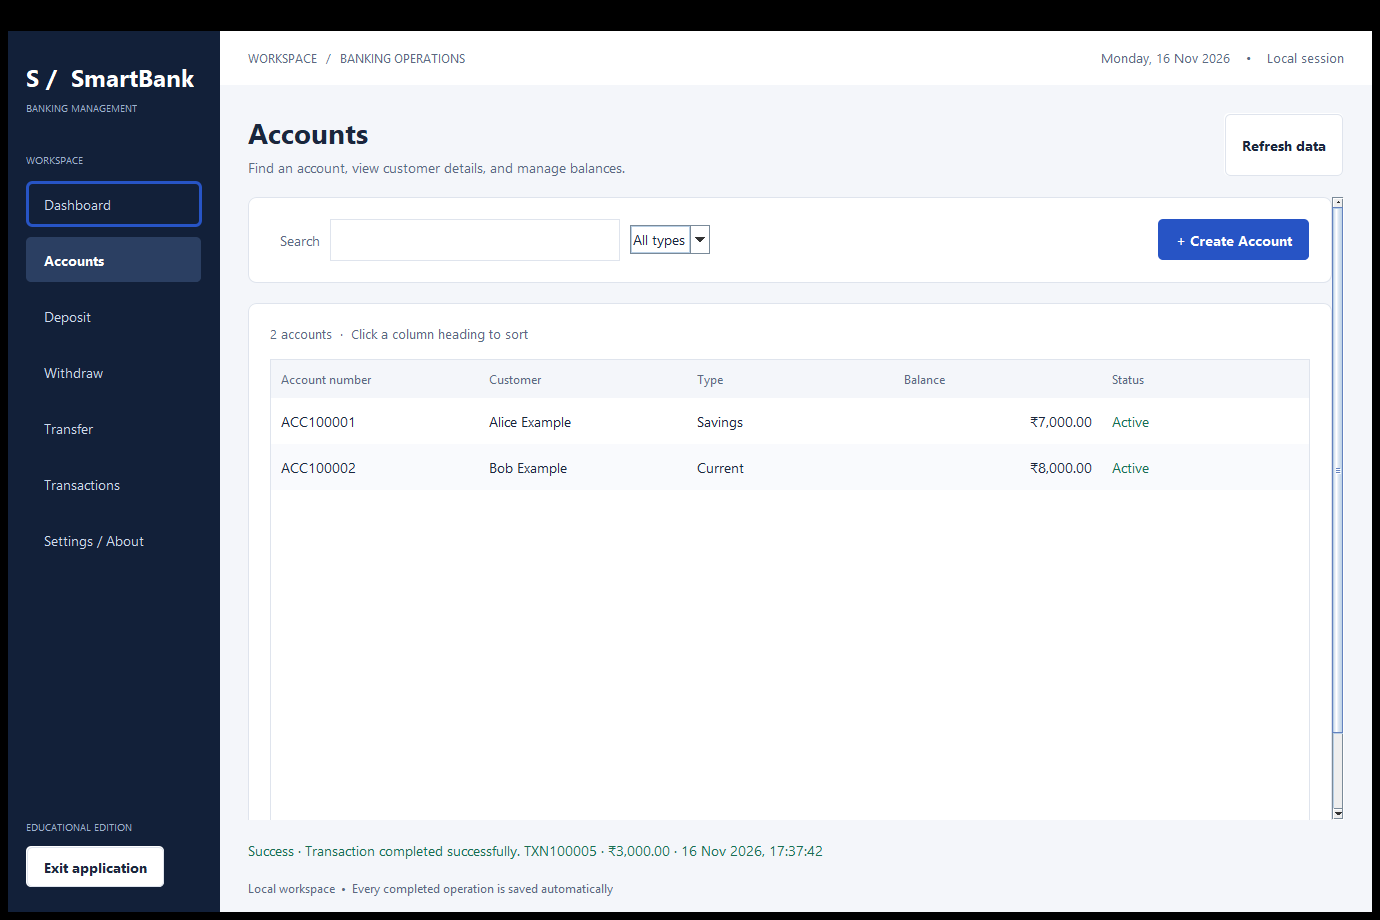 S / SmartBank
BANKING MANAGEMENT
WORKSPACE
Dashboard
Accounts
Deposit
Withdraw
Transfer
Transactions
Settings / About
EDUCATIONAL EDITION
Exit application
WORKSPACE / BANKING OPERATIONS
Monday, 16 Nov 2026 • Local session
Accounts
Find an account, view customer details, and manage balances.
Refresh data
Search
All types
+ Create Account
2 accounts · Click a column heading to sort
Account number Customer Type Balance Status
ACC100001 Alice Example Savings ₹7,000.00 Active
ACC100002 Bob Example Current ₹8,000.00 Active
Success · Transaction completed successfully. TXN100005 · ₹3,000.00 · 16 Nov 2026, 17:37:42
Local workspace • Every completed operation is saved automatically